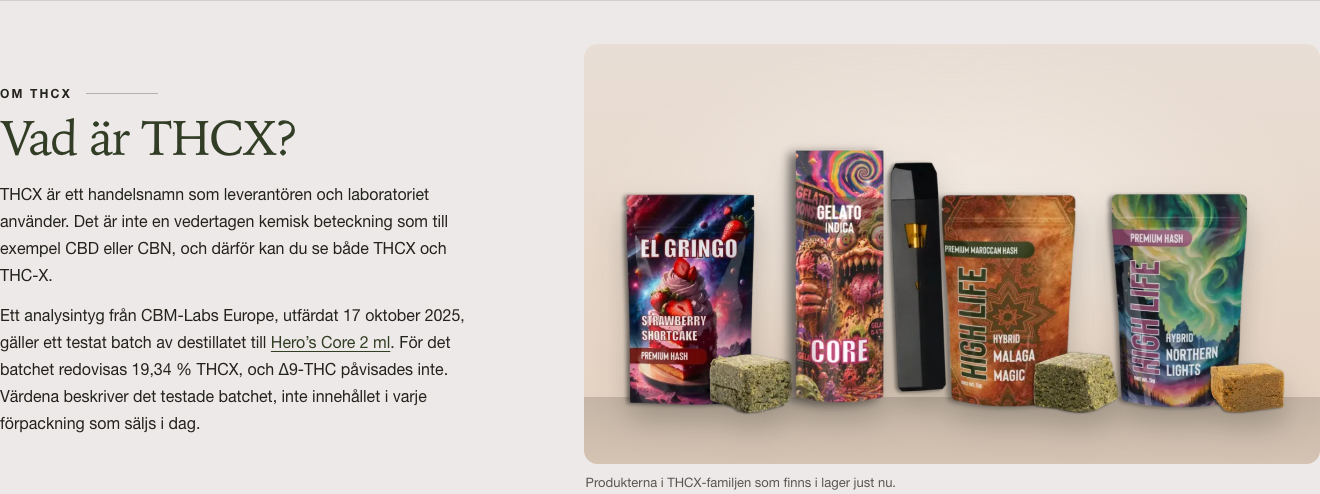 OM THCX
Vad är THCX?
THCX är ett handelsnamn som leverantören och laboratoriet
använder. Det är inte en vedertagen kemisk beteckning som till
exempel CBD eller CBN, och därför kan du se både THCX och
THC-X.
Ett analysintyg från CBM-Labs Europe, utfärdat 17 oktober 2025,
gäller ett testat batch av destillatet till Hero’s Core 2 ml. För det
batchet redovisas 19,34 % THCX, och Δ9-THC påvisades inte.
Värdena beskriver det testade batchet, inte innehållet i varje
förpackning som säljs i dag.
EL GRINGO
STRAWBERRY
SHORTCAKE
PREMIUM HASH
GELATO
GELATO
INDICA
CORE
PREMIUM MAROCCAN HASH
HIGH LIFE
HYBRID
MALAGA
MAGIC
PREMIUM HASH
HIGH LIFE
HYBRID
NORTHERN
LIGHTS
Produkterna i THCX-familjen som finns i lager just nu.